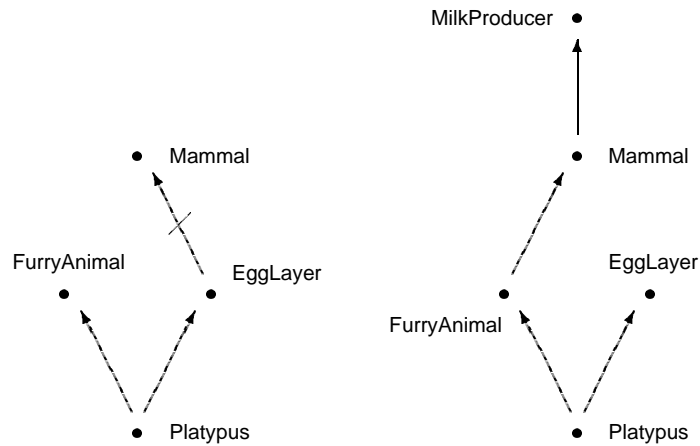 Mammal
FurryAnimal
EggLayer
Platypus
MilkProducer
Mammal
EggLayer
FurryAnimal
Platypus